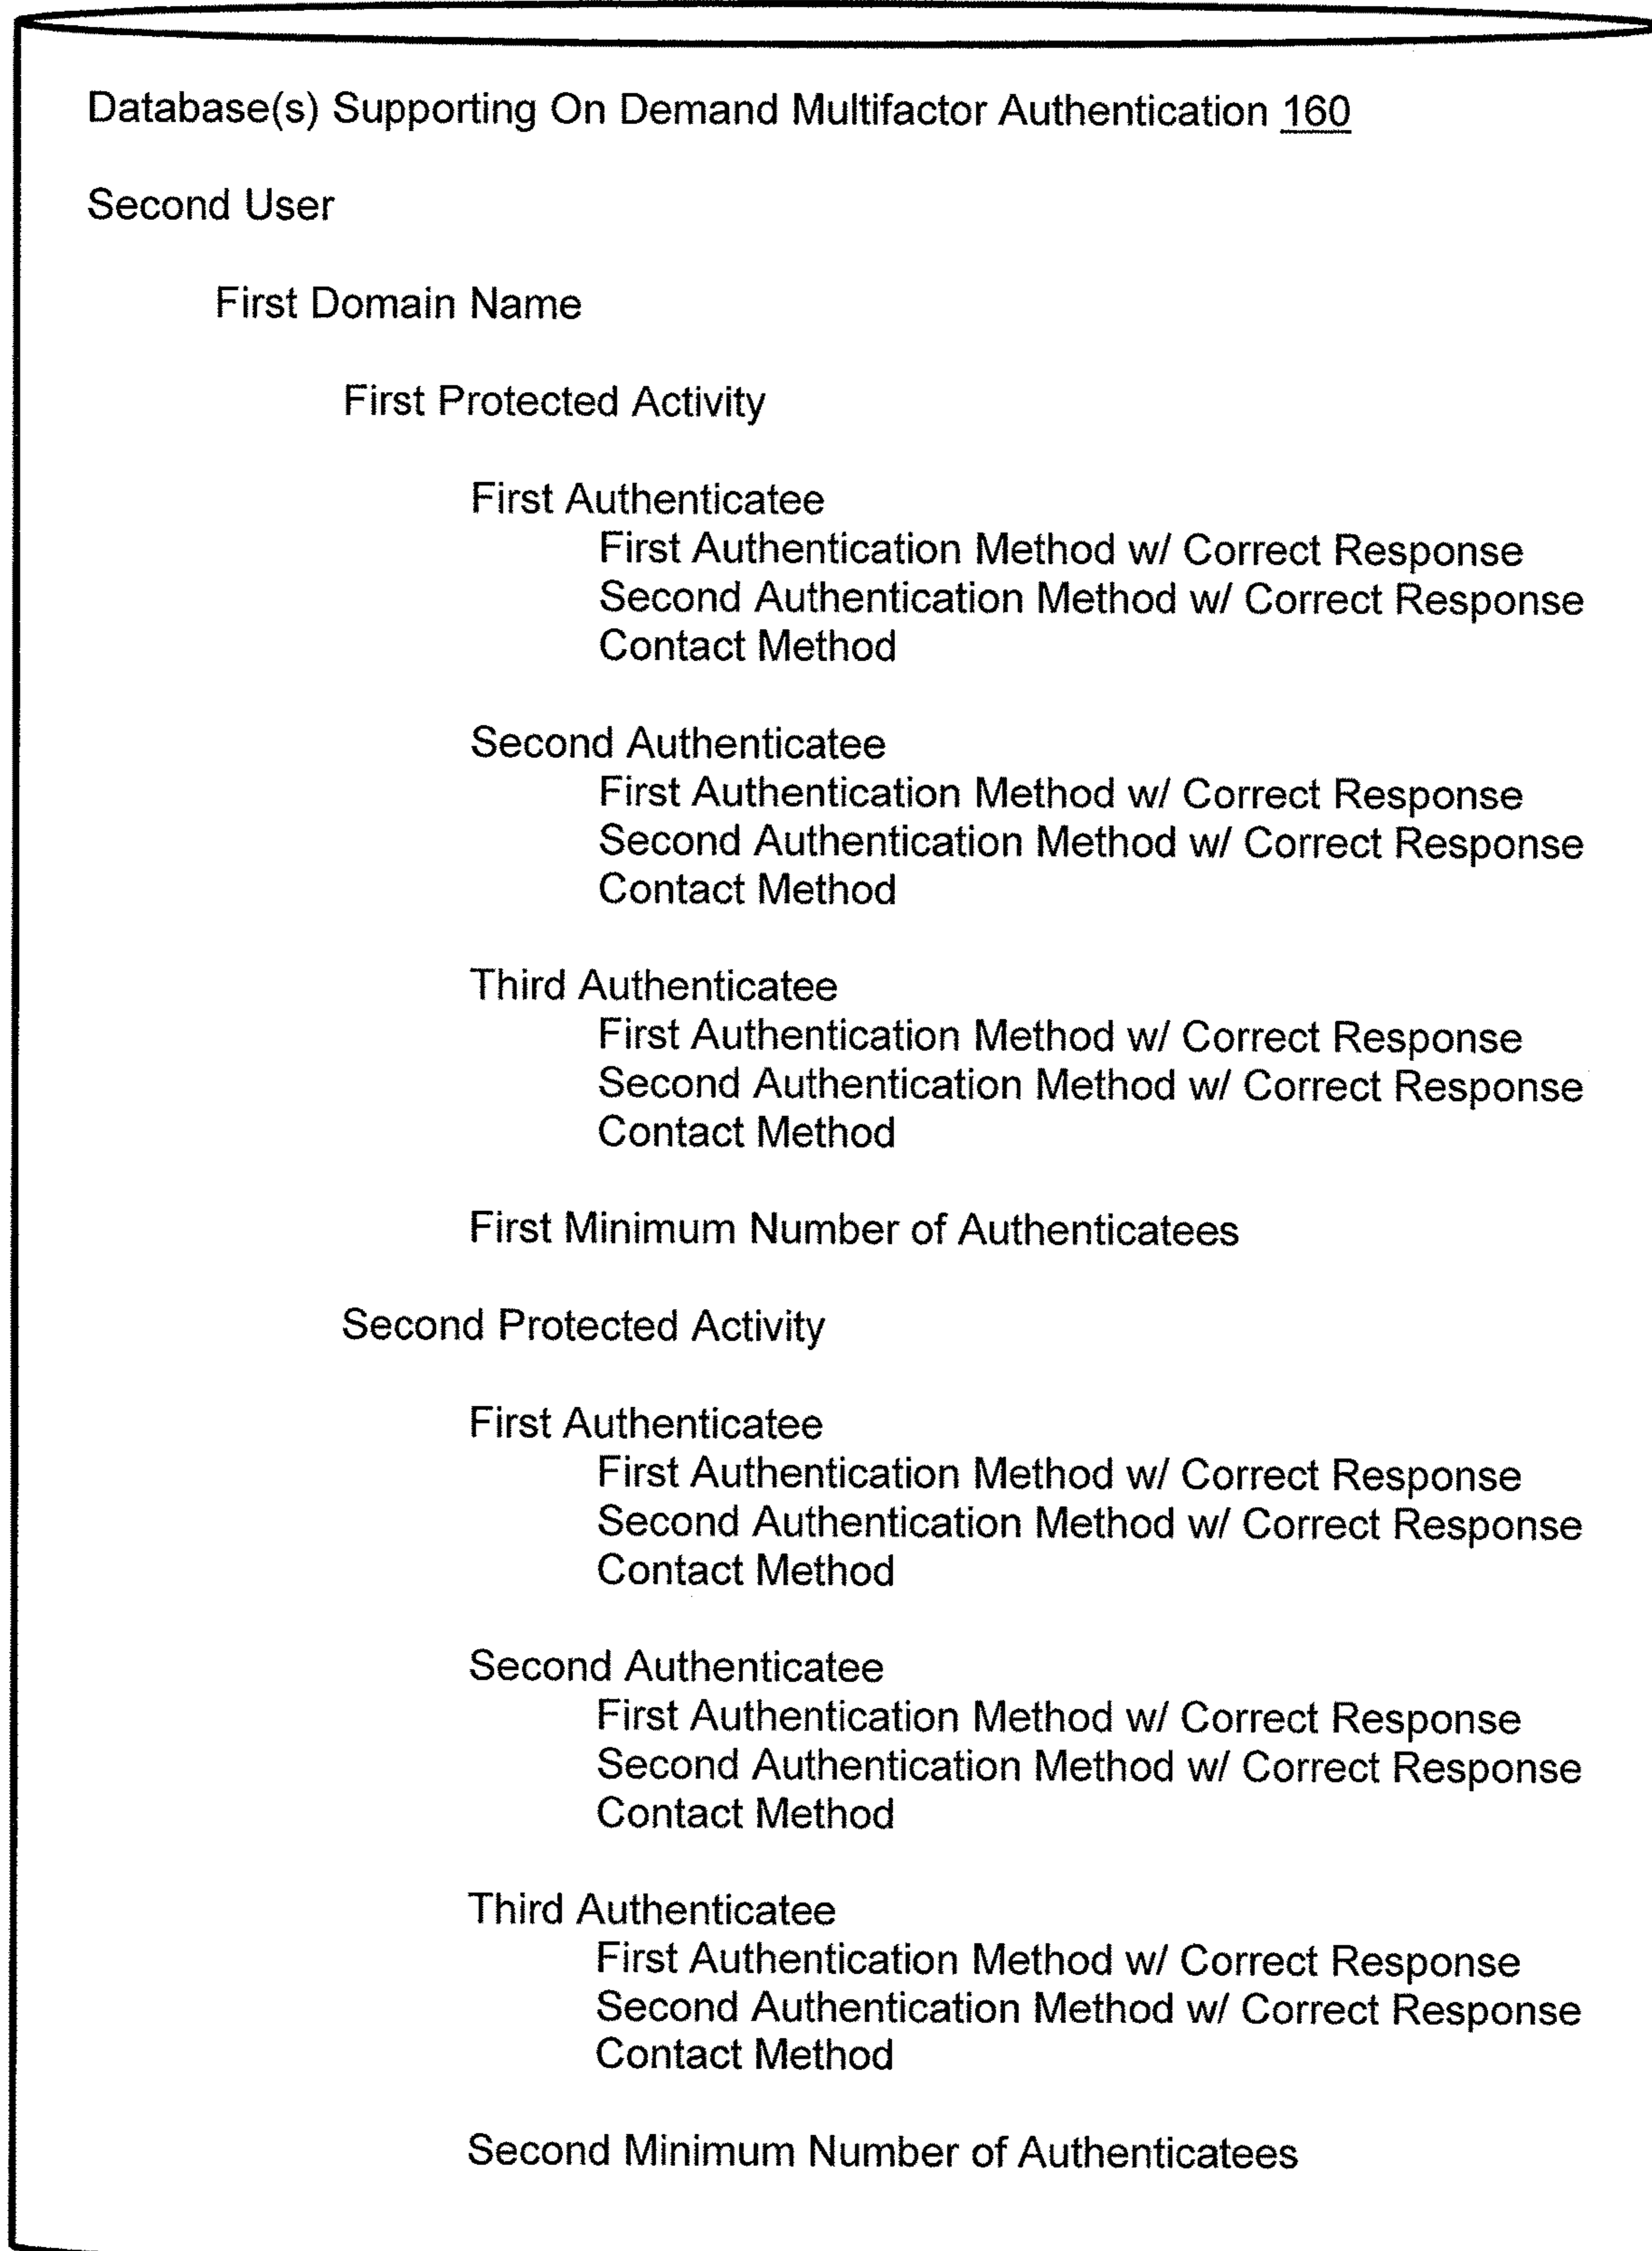 Database(s) Supporting On Demand Multifactor Authentication 160
Second User
First Domain Name
First Protected Activity
First Authenticatee
First Authentication Method w/ Correct Response
Second Authentication Method w/ Correct Response
Contact Method
Second Authenticatee
First Authentication Method w/ Correct Response
Second Authentication Method w/ Correct Response
Contact Method
Third Authenticatee
First Authentication Method w/ Correct Response
Second Authentication Method w/ Correct Response
Contact Method
First Minimum Number of Authenticatees
Second Protected Activity
First Authenticatee
First Authentication Method w/ Correct Response
Second Authentication Method w/ Correct Response
Contact Method
Second Authenticatee
First Authentication Method w/ Correct Response
Second Authentication Method w/ Correct Response
Contact Method
Third Authenticatee
First Authentication Method w/ Correct Response
Second Authentication Method w/ Correct Response
Contact Method
Second Minimum Number of Authenticatees